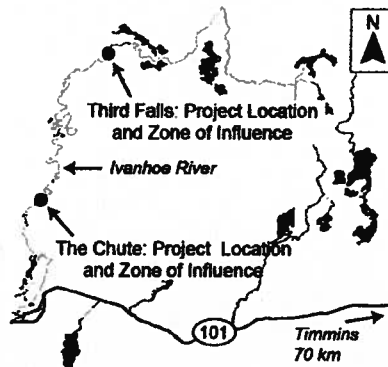 N
Third Falls: Project Location
and Zone of Influence
Ivanhoe River
The Chute: Project Location
and Zone of Influence
101
Timmins
70 km